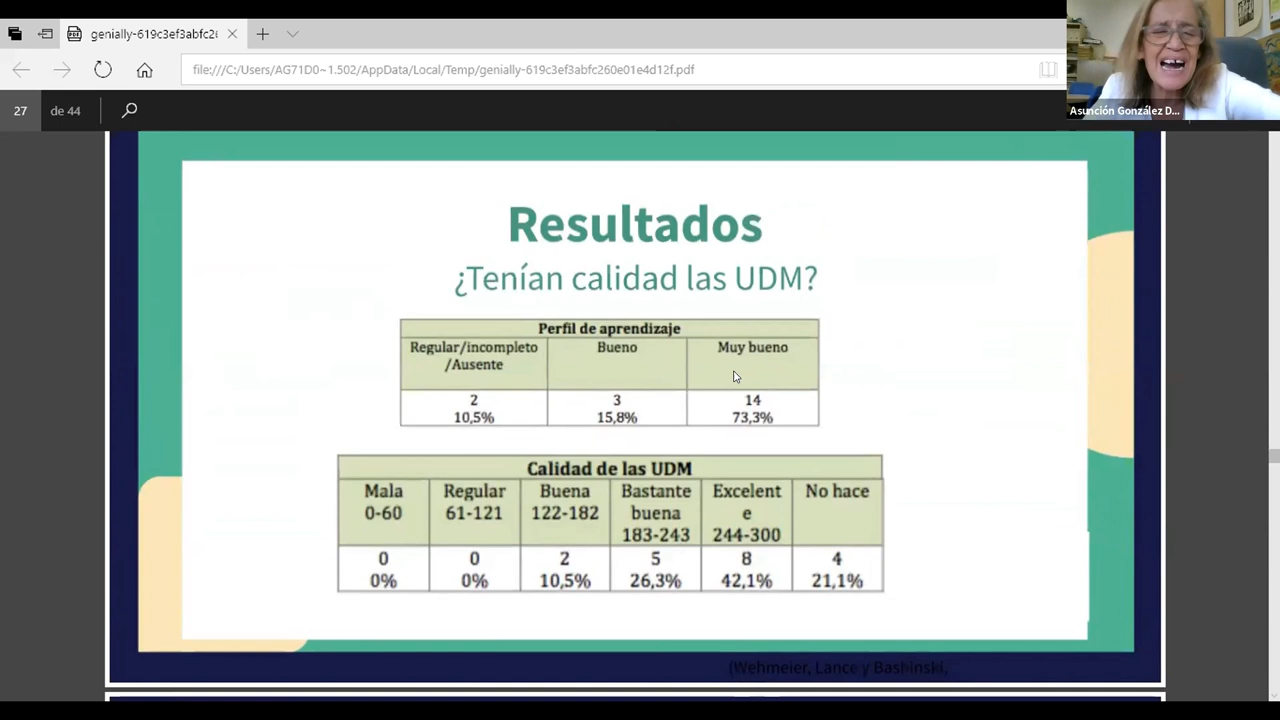 genially-619c3ef3abfc26
file:///C:/Users/AG71D0~1.502/AppData/Local/Temp/genially-619c3ef3abfc260e01e4d12f.pdf
Asunción González D...
27 de 44
Resultados
¿Tenían calidad las UDM?
Perfil de aprendizaje
Regular/incompleto Bueno Muy bueno
/Ausente
2 3 14
10,5% 15,8% 73,3%
Calidad de las UDM
Mala Regular Buena Bastante Excelent No hace
0-60 61-121 122-182 buena e
183-243 244-300
0 0 2 5 8 4
0% 0% 10,5% 26,3% 42,1% 21,1%
(Wehmeier, Lance y Bashinski,